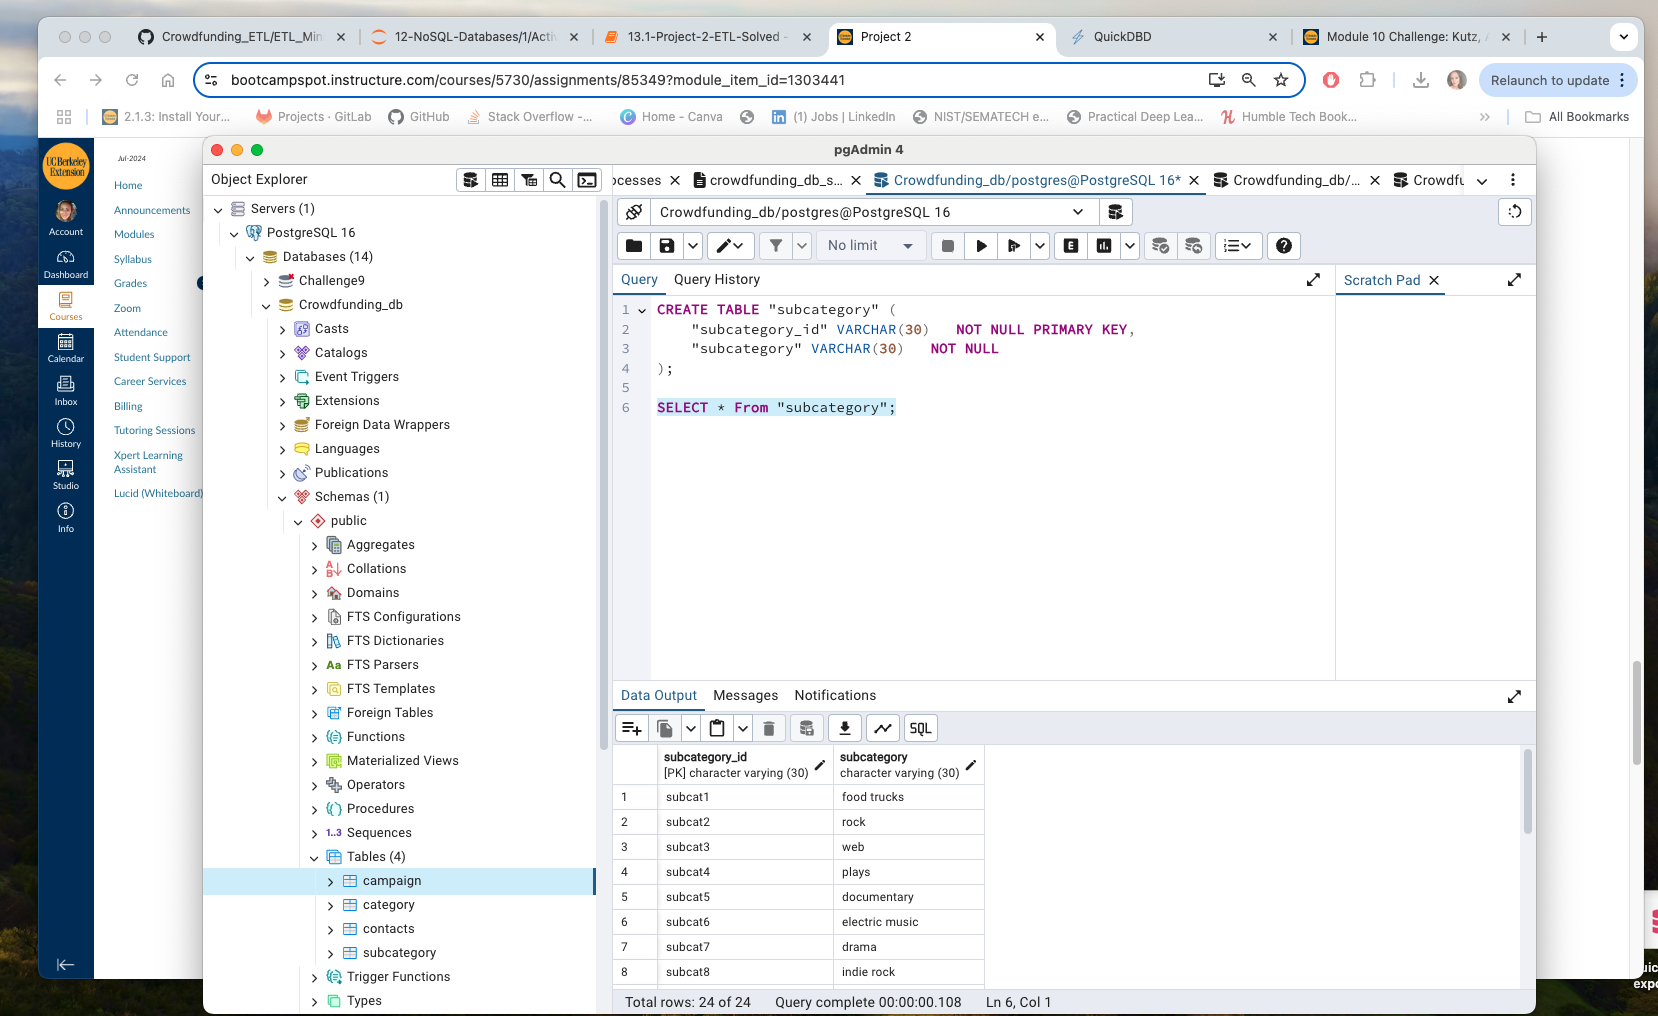 Crowdfunding_ETL/ETL_Min
12-NoSQL-Databases/1/Activ
13.1-Project-2-ETL-Solved -
Project 2
QuickDBD
Module 10 Challenge: Kutz, A
bootcampspot.instructure.com/courses/5730/assignments/85349?module_item_id=1303441
Relaunch to update
2.1.3: Install Your...
Projects · GitLab
GitHub
Stack Overflow -...
Home - Canva
(1) Jobs | LinkedIn
NIST/SEMATECH e...
Practical Deep Lea...
Humble Tech Book...
All Bookmarks
UC Berkeley
Extension
Account
Dashboard
Courses
Calendar
Inbox
History
Studio
Info
Jul-2024
Home
Announcements
Modules
Syllabus
Grades
Zoom
Attendance
Student Support
Career Services
Billing
Tutoring Sessions
Xpert Learning
Assistant
Lucid (Whiteboard)
pgAdmin 4
Object Explorer
Servers (1)
PostgreSQL 16
Databases (14)
Challenge9
Crowdfunding_db
Casts
Catalogs
Event Triggers
Extensions
Foreign Data Wrappers
Languages
Publications
Schemas (1)
public
Aggregates
Collations
Domains
FTS Configurations
FTS Dictionaries
Aa FTS Parsers
FTS Templates
Foreign Tables
Functions
Materialized Views
Operators
Procedures
1..3 Sequences
Tables (4)
campaign
category
contacts
subcategory
Trigger Functions
Types
ocesses
crowdfunding_db_s...
Crowdfunding_db/postgres@PostgreSQL 16*
Crowdfunding_db/...
Crowdfu
Crowdfunding_db/postgres@PostgreSQL 16
No limit
E
Query
Query History
Scratch Pad
1 CREATE TABLE "subcategory" (
2 "subcategory_id" VARCHAR(30) NOT NULL PRIMARY KEY,
3 "subcategory" VARCHAR(30) NOT NULL
4 );
5
6 SELECT * From "subcategory";
Data Output
Messages
Notifications
SQL
subcategory_id
[PK] character varying (30)
subcategory
character varying (30)
1 subcat1 food trucks
2 subcat2 rock
3 subcat3 web
4 subcat4 plays
5 subcat5 documentary
6 subcat6 electric music
7 subcat7 drama
8 subcat8 indie rock
Total rows: 24 of 24
Query complete 00:00:00.108
Ln 6, Col 1
uic
expo